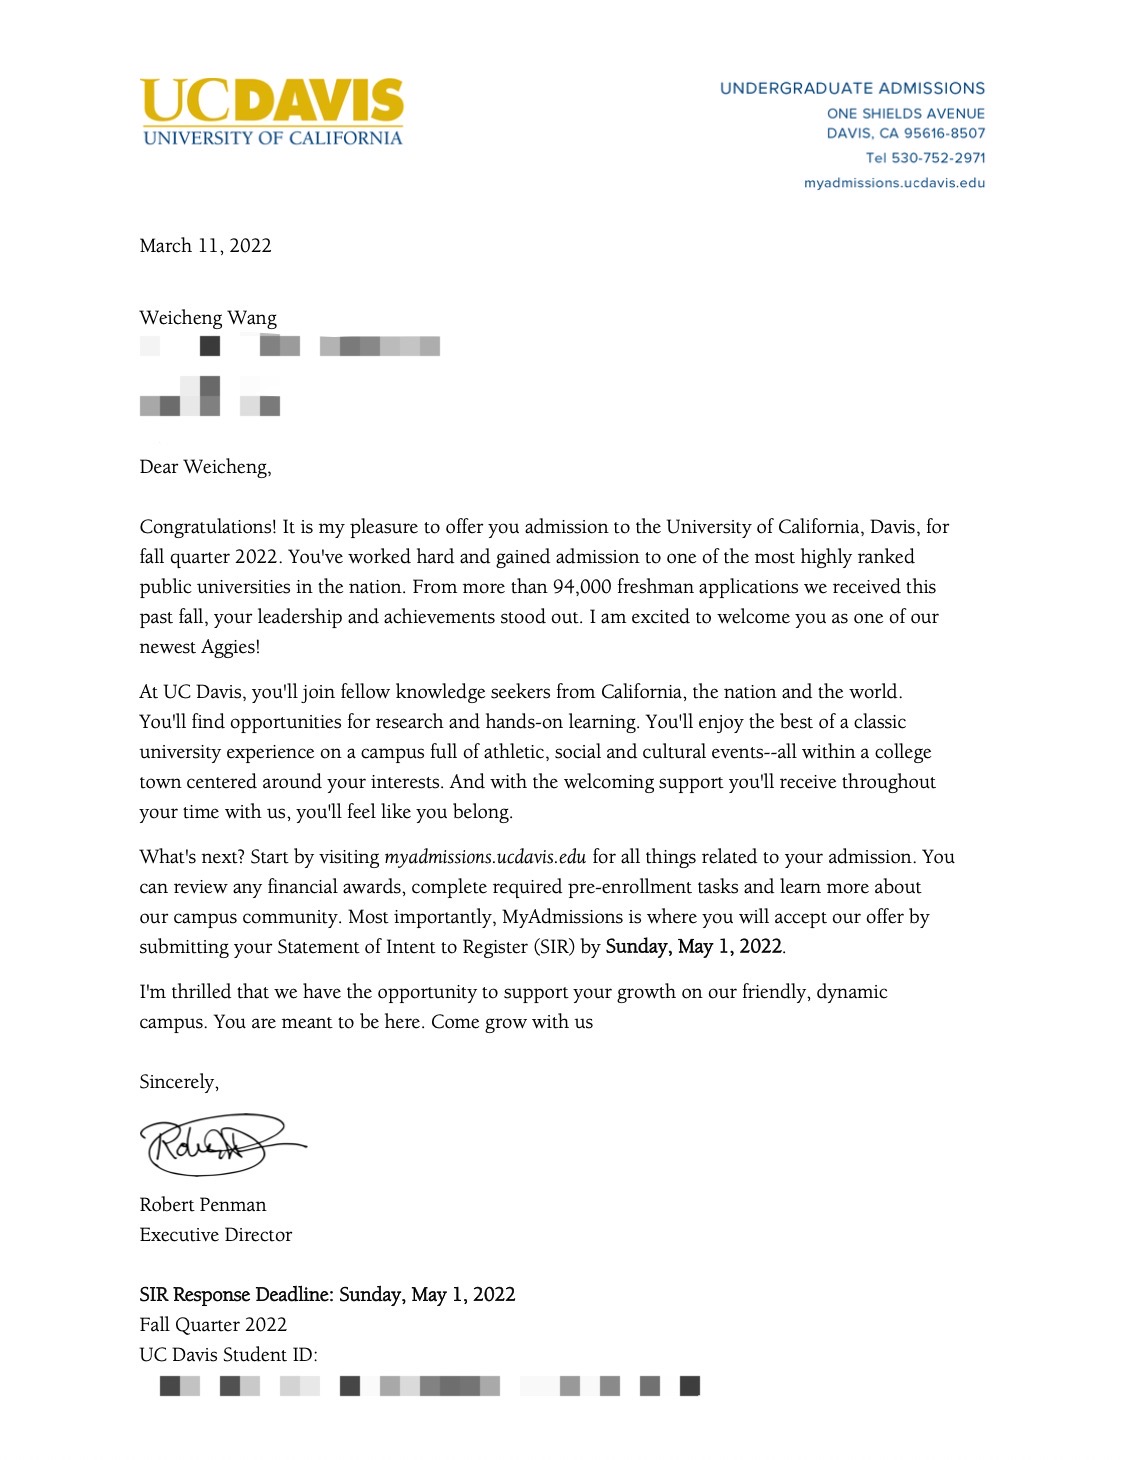 UCDAVIS
UNIVERSITY OF CALIFORNIA
UNDERGRADUATE ADMISSIONS
ONE SHIELDS AVENUE
DAVIS, CA 95616-8507
Tel 530-752-2971
myadmissions.ucdavis.edu
March 11, 2022
Weicheng Wang
Dear Weicheng,
Congratulations! It is my pleasure to offer you admission to the University of California, Davis, for
fall quarter 2022. You've worked hard and gained admission to one of the most highly ranked
public universities in the nation. From more than 94,000 freshman applications we received this
past fall, your leadership and achievements stood out. I am excited to welcome you as one of our
newest Aggies!
At UC Davis, you'll join fellow knowledge seekers from California, the nation and the world.
You'll find opportunities for research and hands-on learning. You'll enjoy the best of a classic
university experience on a campus full of athletic, social and cultural events--all within a college
town centered around your interests. And with the welcoming support you'll receive throughout
your time with us, you'll feel like you belong.
What's next? Start by visiting myadmissions.ucdavis.edu for all things related to your admission. You
can review any financial awards, complete required pre-enrollment tasks and learn more about
our campus community. Most importantly, MyAdmissions is where you will accept our offer by
submitting your Statement of Intent to Register (SIR) by Sunday, May 1, 2022.
I'm thrilled that we have the opportunity to support your growth on our friendly, dynamic
campus. You are meant to be here. Come grow with us
Sincerely,
Robert Penman
Executive Director
SIR Response Deadline: Sunday, May 1, 2022
Fall Quarter 2022
UC Davis Student ID: